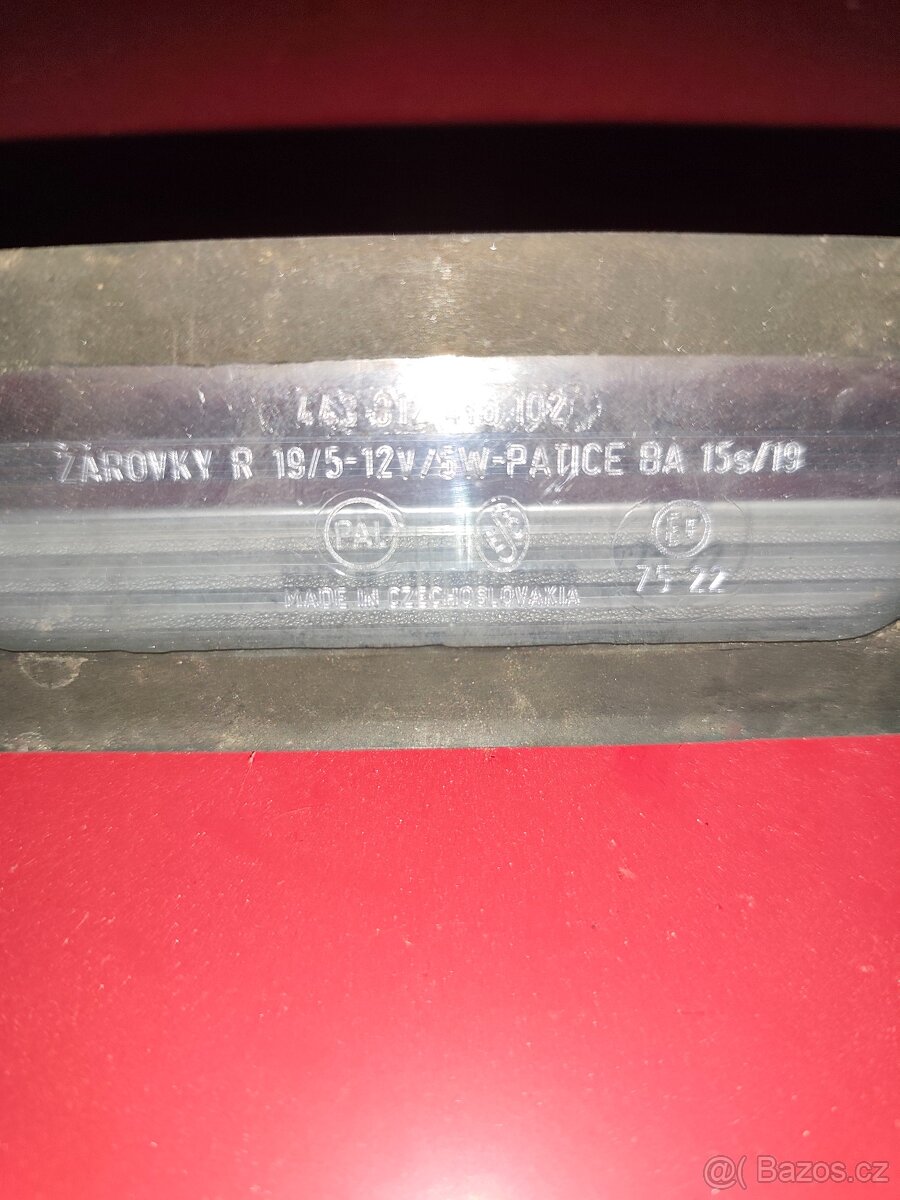 ŽÁROVKY R 19/5-12V/5W-PATICE BA 15s/19
PAL
MADE IN CZECHOSLOVAKIA
75 22
@( Bazos.cz